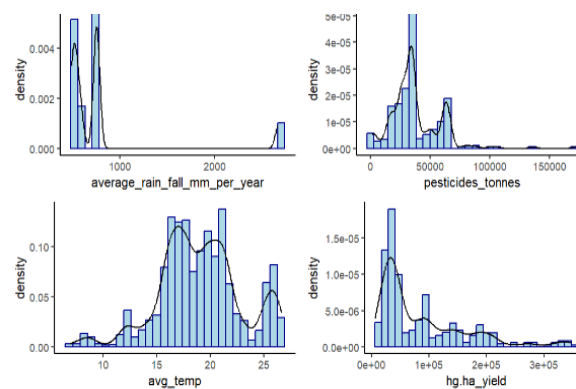 0.004
0.002
0.000
density
1000
2000
average_rain_fall_mm_per_year
5e-05
4e-05
3e-05
2e-05
1e-05
0e+00
density
0
50000
100000
150000
pesticides_tonnes
0.10
0.05
0.00
density
10
15
20
25
avg_temp
1.5e-05
1.0e-05
5.0e-06
0.0e+00
density
0e+00
1e+05
2e+05
3e+05
hg.ha_yield